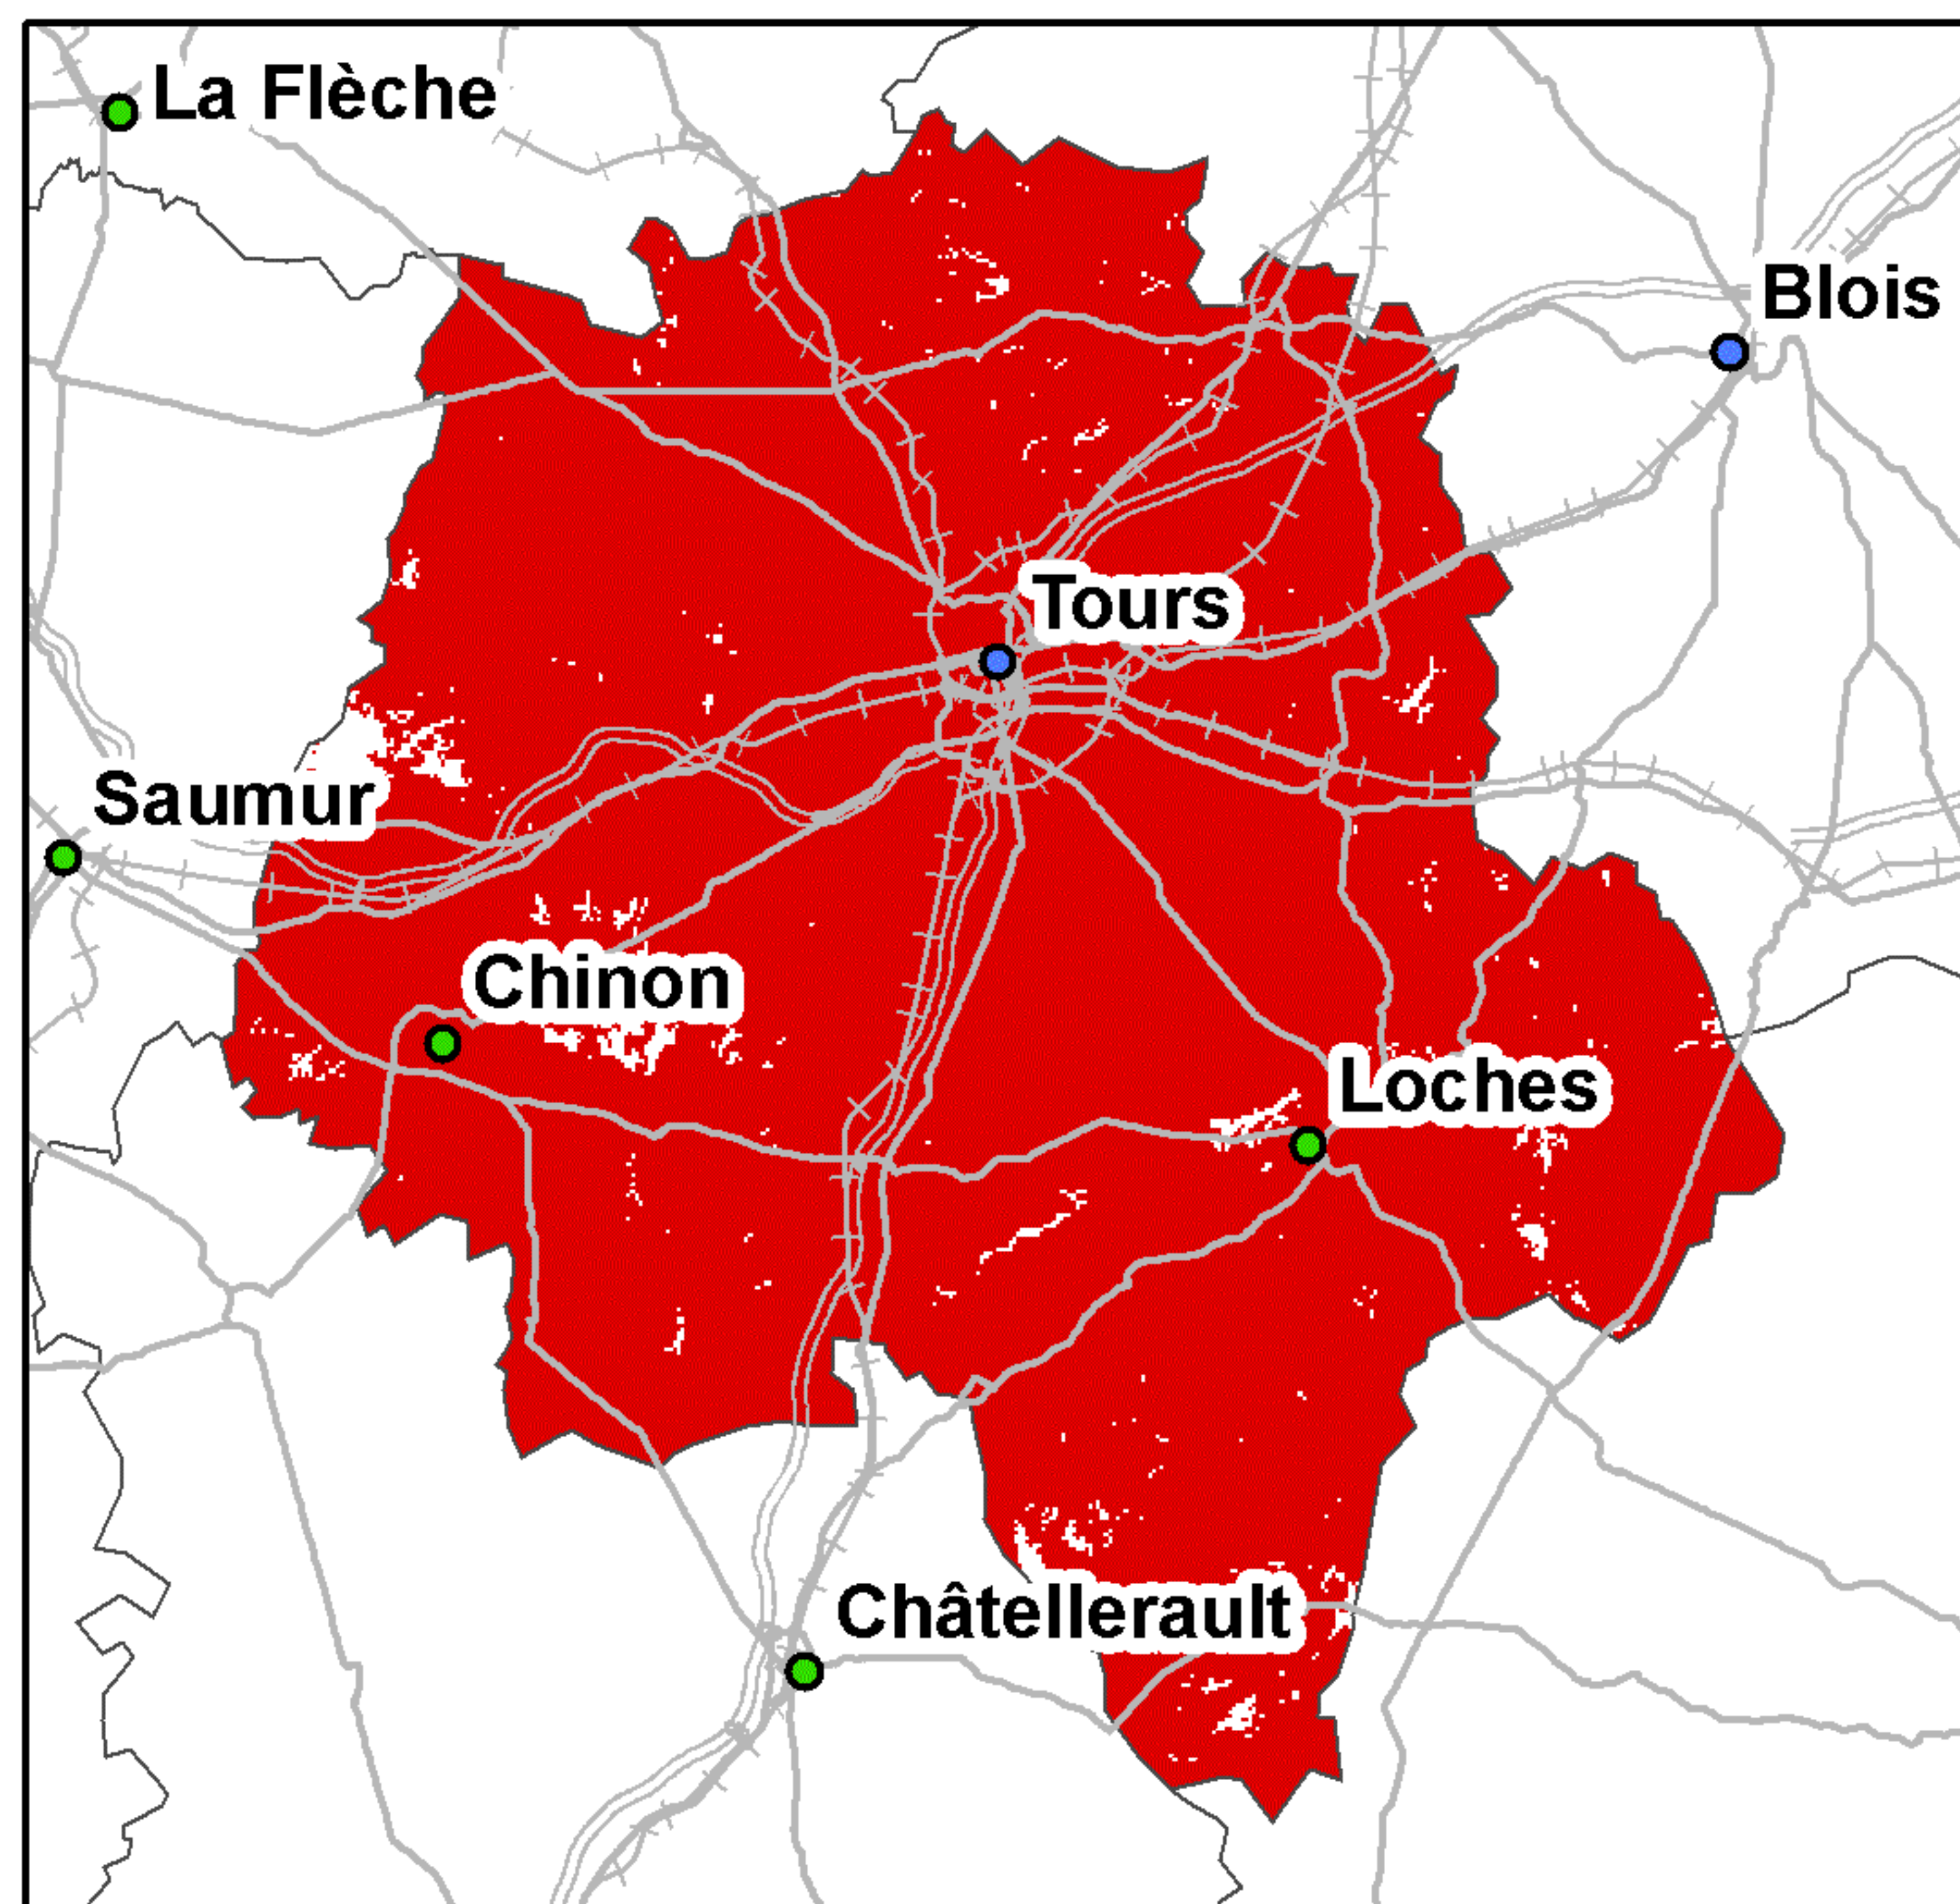 La Flèche
Blois
Tours
Saumur
Chinon
Loches
Châtellerault